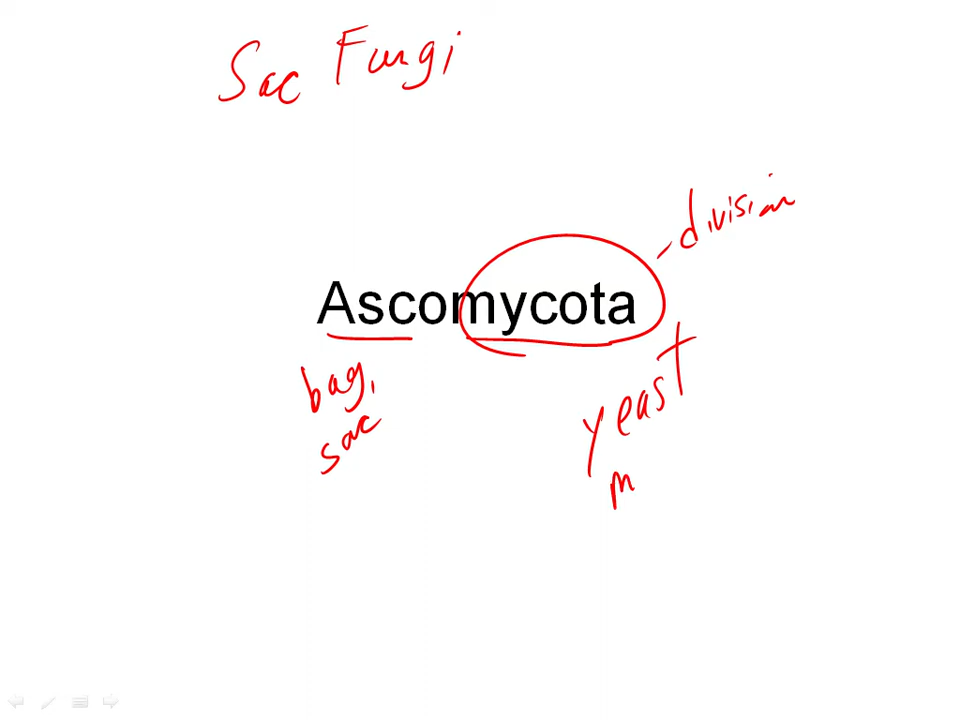 Sac Fungi
- division
Ascomycota
bag,
sac
yeast
m